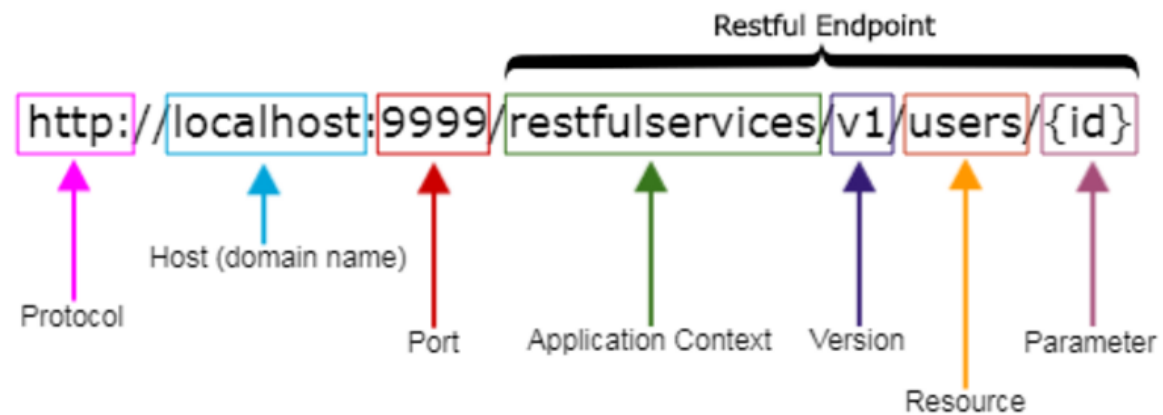 Restful Endpoint
http://localhost:9999/restfulservices/v1/users/{id}
Host (domain name)
Protocol
Port
Application Context
Version
Parameter
Resource